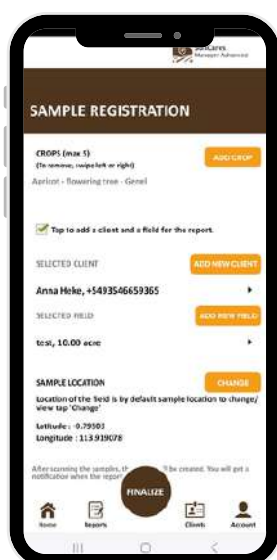 Manager Advanced
SAMPLE REGISTRATION
CROPS (max 5)
(To remove, swipe left or right)
ADD CROP
Apricot - flowering tree - Genel
Tap to add a client and a field for the report.
SELECTED CLIENT
ADD NEW CLIENT
Anna Heke, +5493546659365
SELECTED FIELD
ADD NEW FIELD
test, 10.00 acre
SAMPLE LOCATION
CHANGE
Location of the field is by default sample location to change/
view tap 'Change'
Latitude : -0.79503
Longitude : 113.919078
After scanning the samples, th ll be created. You will get a
notification when the report
FINALIZE
Home
Reports
Clients
Account